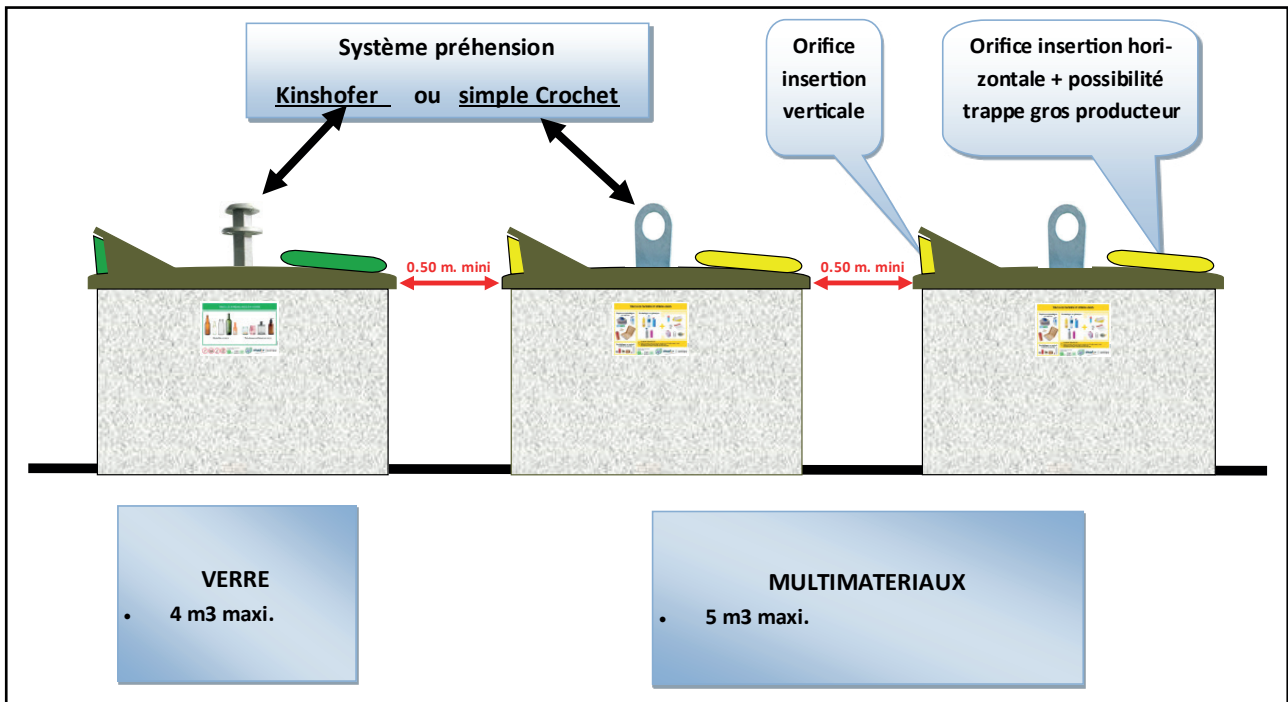 Système préhension
Kinshofer ou simple Crochet
Orifice
insertion
verticale
Orifice insertion hori-
zontale + possibilité
trappe gros producteur
0.50 m. mini
0.50 m. mini
VERRE
• 4 m3 maxi.
MULTIMATERIAUX
• 5 m3 maxi.